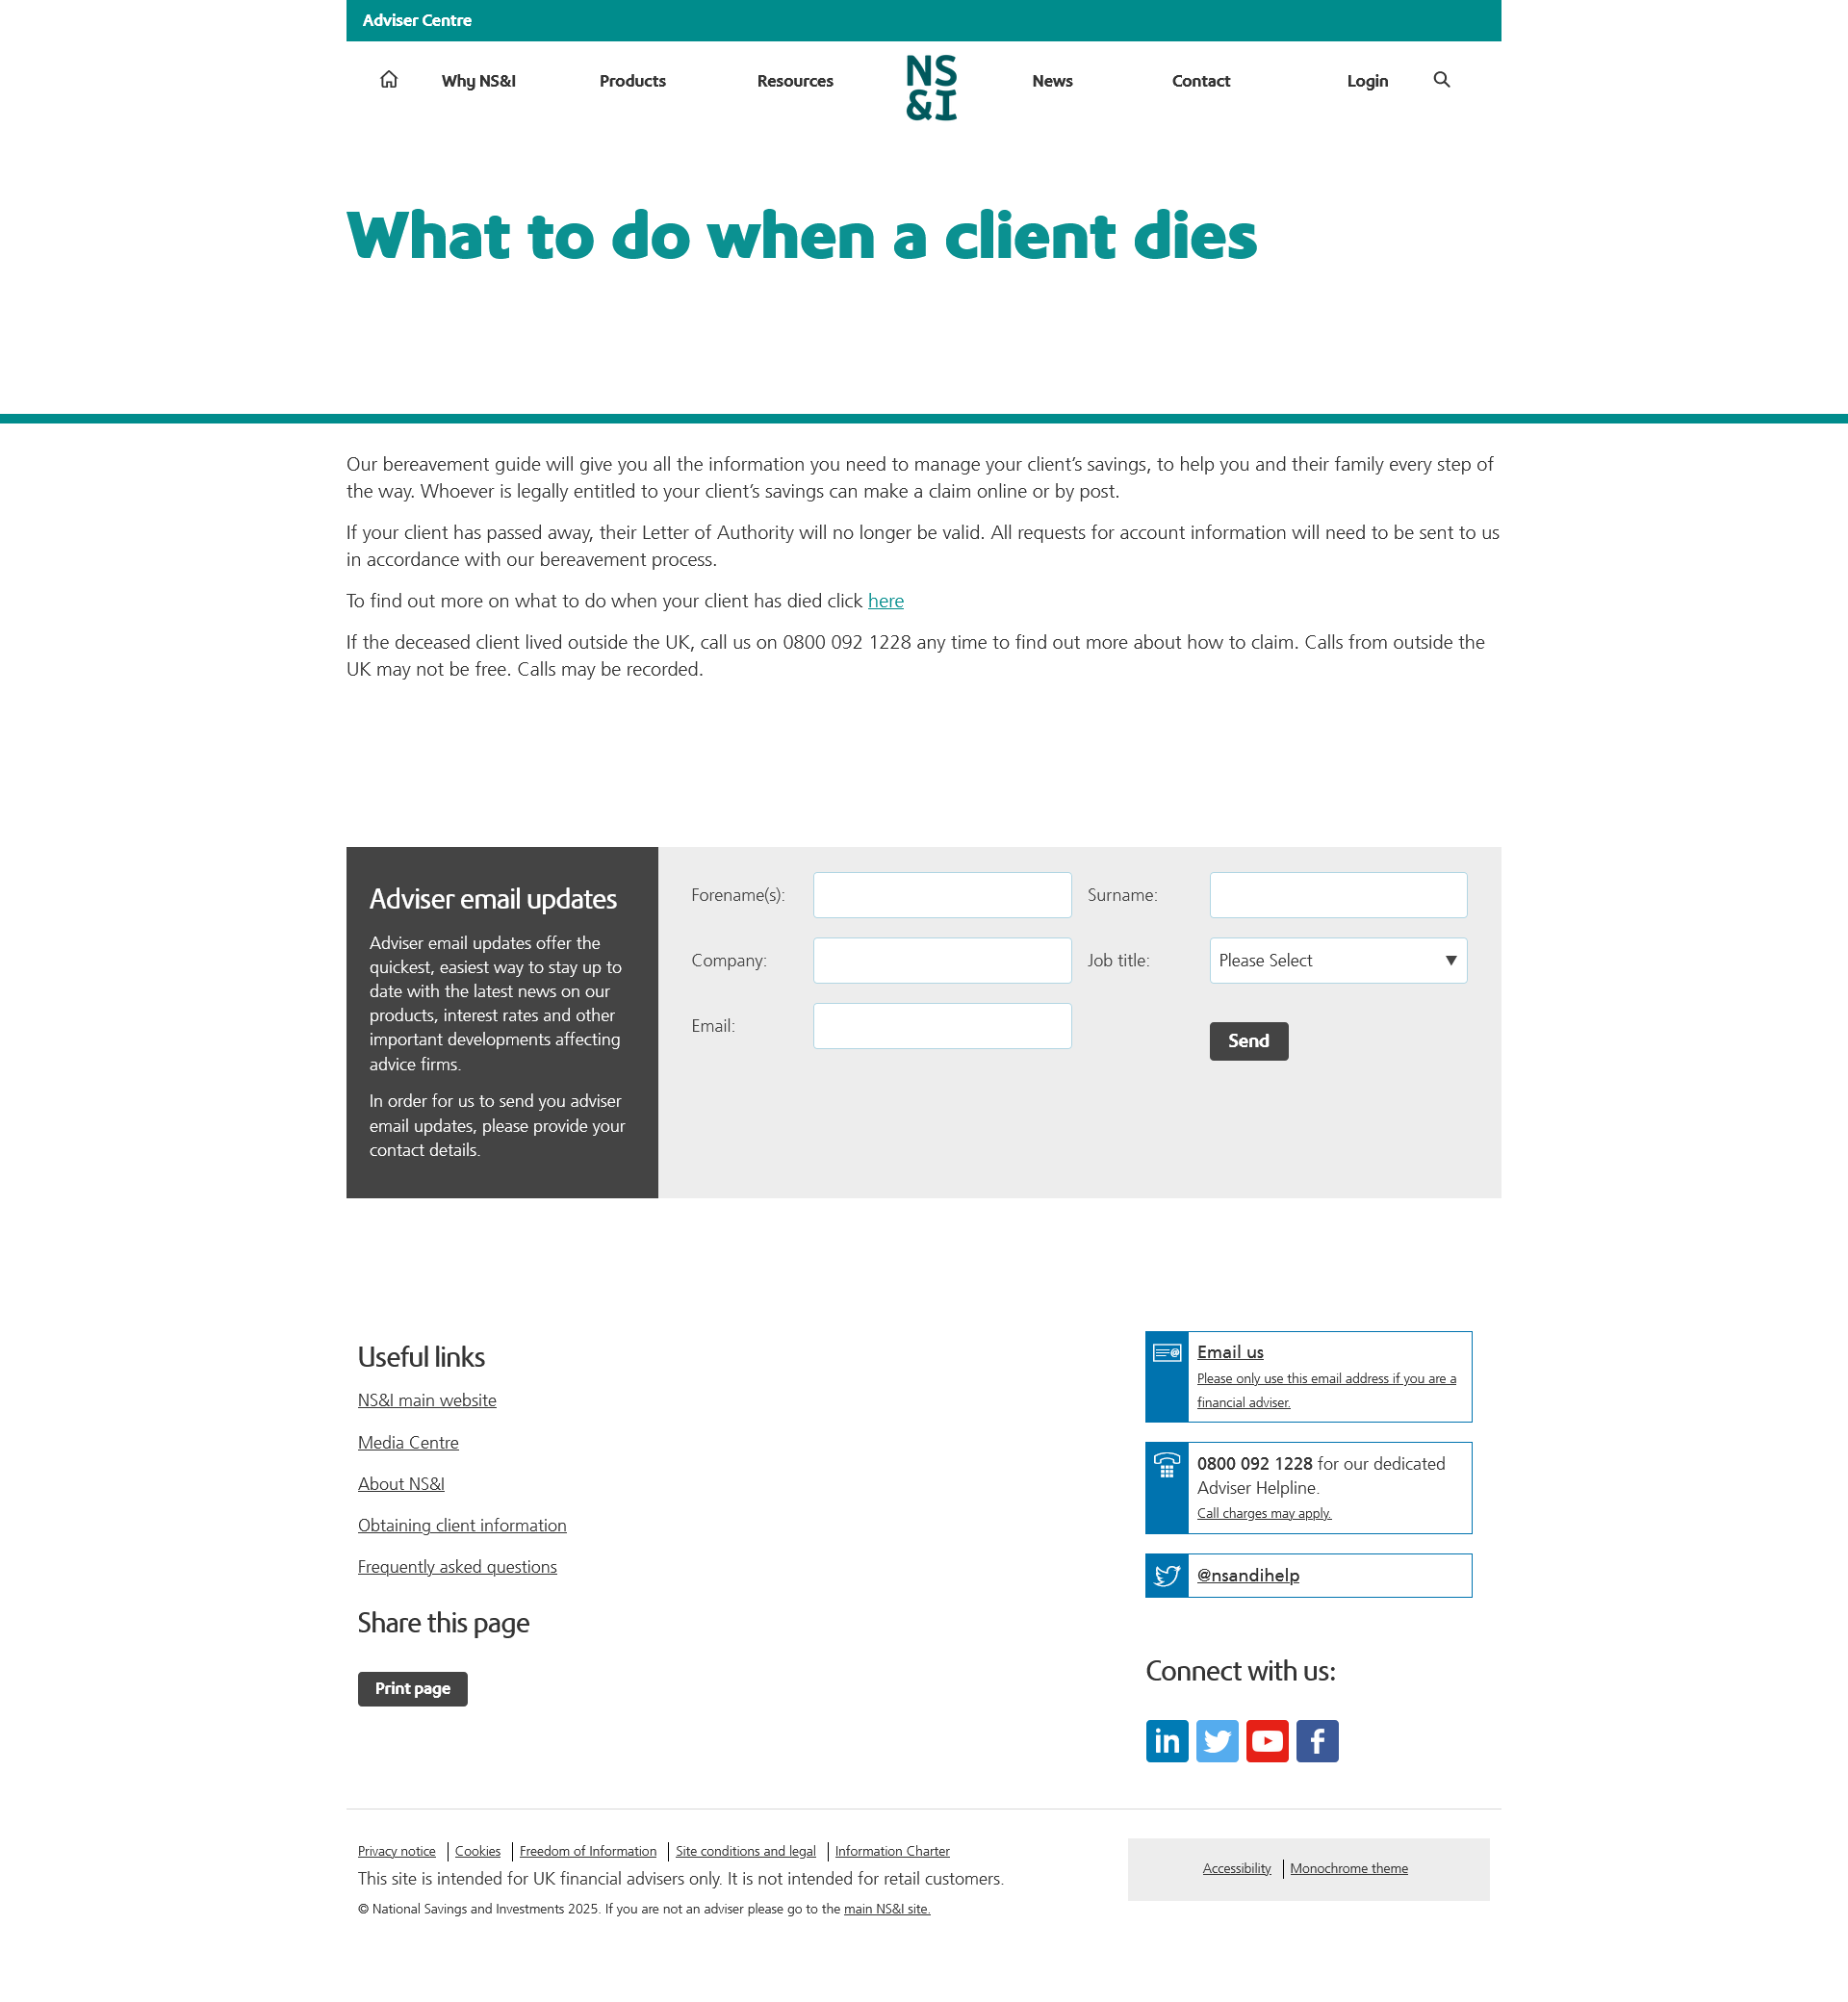 Adviser Centre
Why NS&I
Products
Resources
NS
&I
News
Contact
Login
What to do when a client dies
Our bereavement guide will give you all the information you need to manage your client’s savings, to help you and their family every step of
the way. Whoever is legally entitled to your client’s savings can make a claim online or by post.
If your client has passed away, their Letter of Authority will no longer be valid. All requests for account information will need to be sent to us
in accordance with our bereavement process.
To find out more on what to do when your client has died click here
If the deceased client lived outside the UK, call us on 0800 092 1228 any time to find out more about how to claim. Calls from outside the
UK may not be free. Calls may be recorded.
Adviser email updates
Adviser email updates offer the
quickest, easiest way to stay up to
date with the latest news on our
products, interest rates and other
important developments affecting
advice firms.
In order for us to send you adviser
email updates, please provide your
contact details.
Forename(s):
Surname:
Company:
Job title:
Please Select
Email:
Send
Useful links
NS&I main website
Media Centre
About NS&I
Obtaining client information
Frequently asked questions
Share this page
Print page
Email us
Please only use this email address if you are a
financial adviser.
0800 092 1228 for our dedicated
Adviser Helpline.
Call charges may apply.
@nsandihelp
Connect with us:
Privacy notice
Cookies
Freedom of Information
Site conditions and legal
Information Charter
This site is intended for UK financial advisers only. It is not intended for retail customers.
© National Savings and Investments 2025. If you are not an adviser please go to the main NS&I site.
Accessibility
Monochrome theme